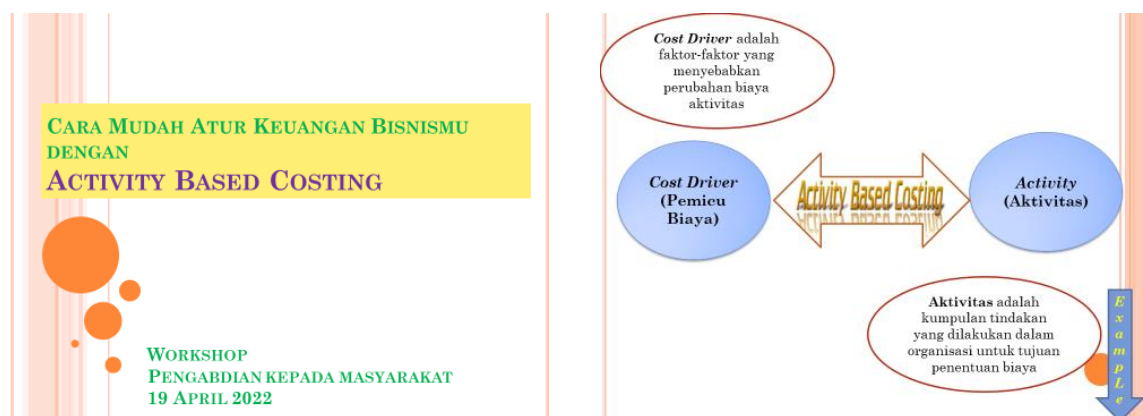 CARA MUDAH ATUR KEUANGAN BISNISMU
DENGAN
ACTIVITY BASED COSTING
WORKSHOP
PENGABDIAN KEPADA MASYARAKAT
19 APRIL 2022
Cost Driver adalah
faktor-faktor yang
menyebabkan
perubahan biaya
aktivitas
Cost Driver
(Pemicu
Biaya)
Activity Based Costing
Activity
(Aktivitas)
Aktivitas adalah
kumpulan tindakan
yang dilakukan dalam
organisasi untuk tujuan
penentuan biaya
ExampLe